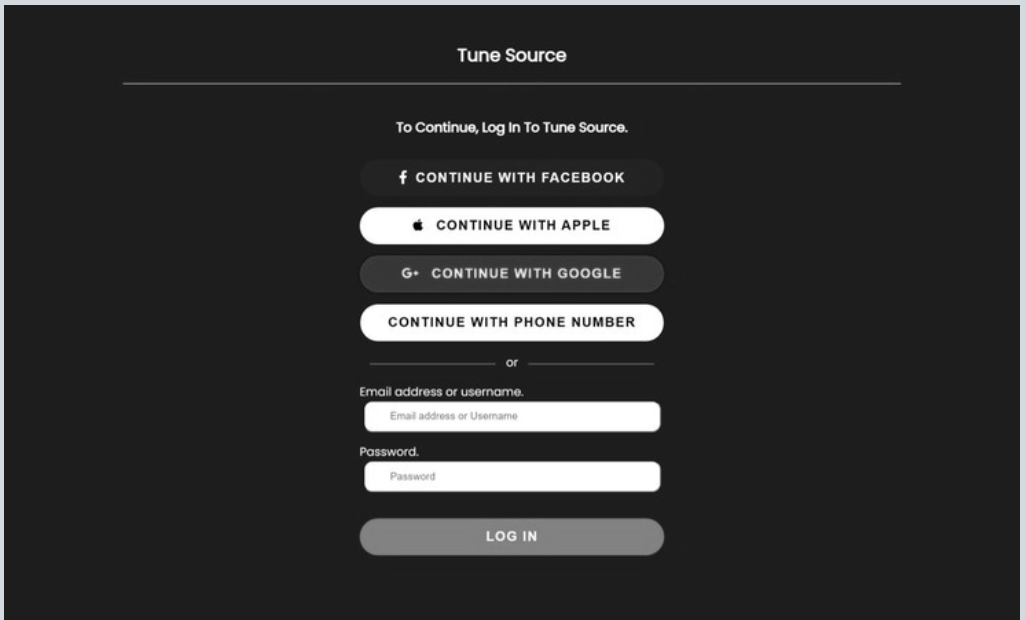 Tune Source
To Continue, Log In To Tune Source.
CONTINUE WITH FACEBOOK
CONTINUE WITH APPLE
G+ CONTINUE WITH GOOGLE
CONTINUE WITH PHONE NUMBER
or
Email address or username.
Email address or Username
Password.
Password
LOG IN